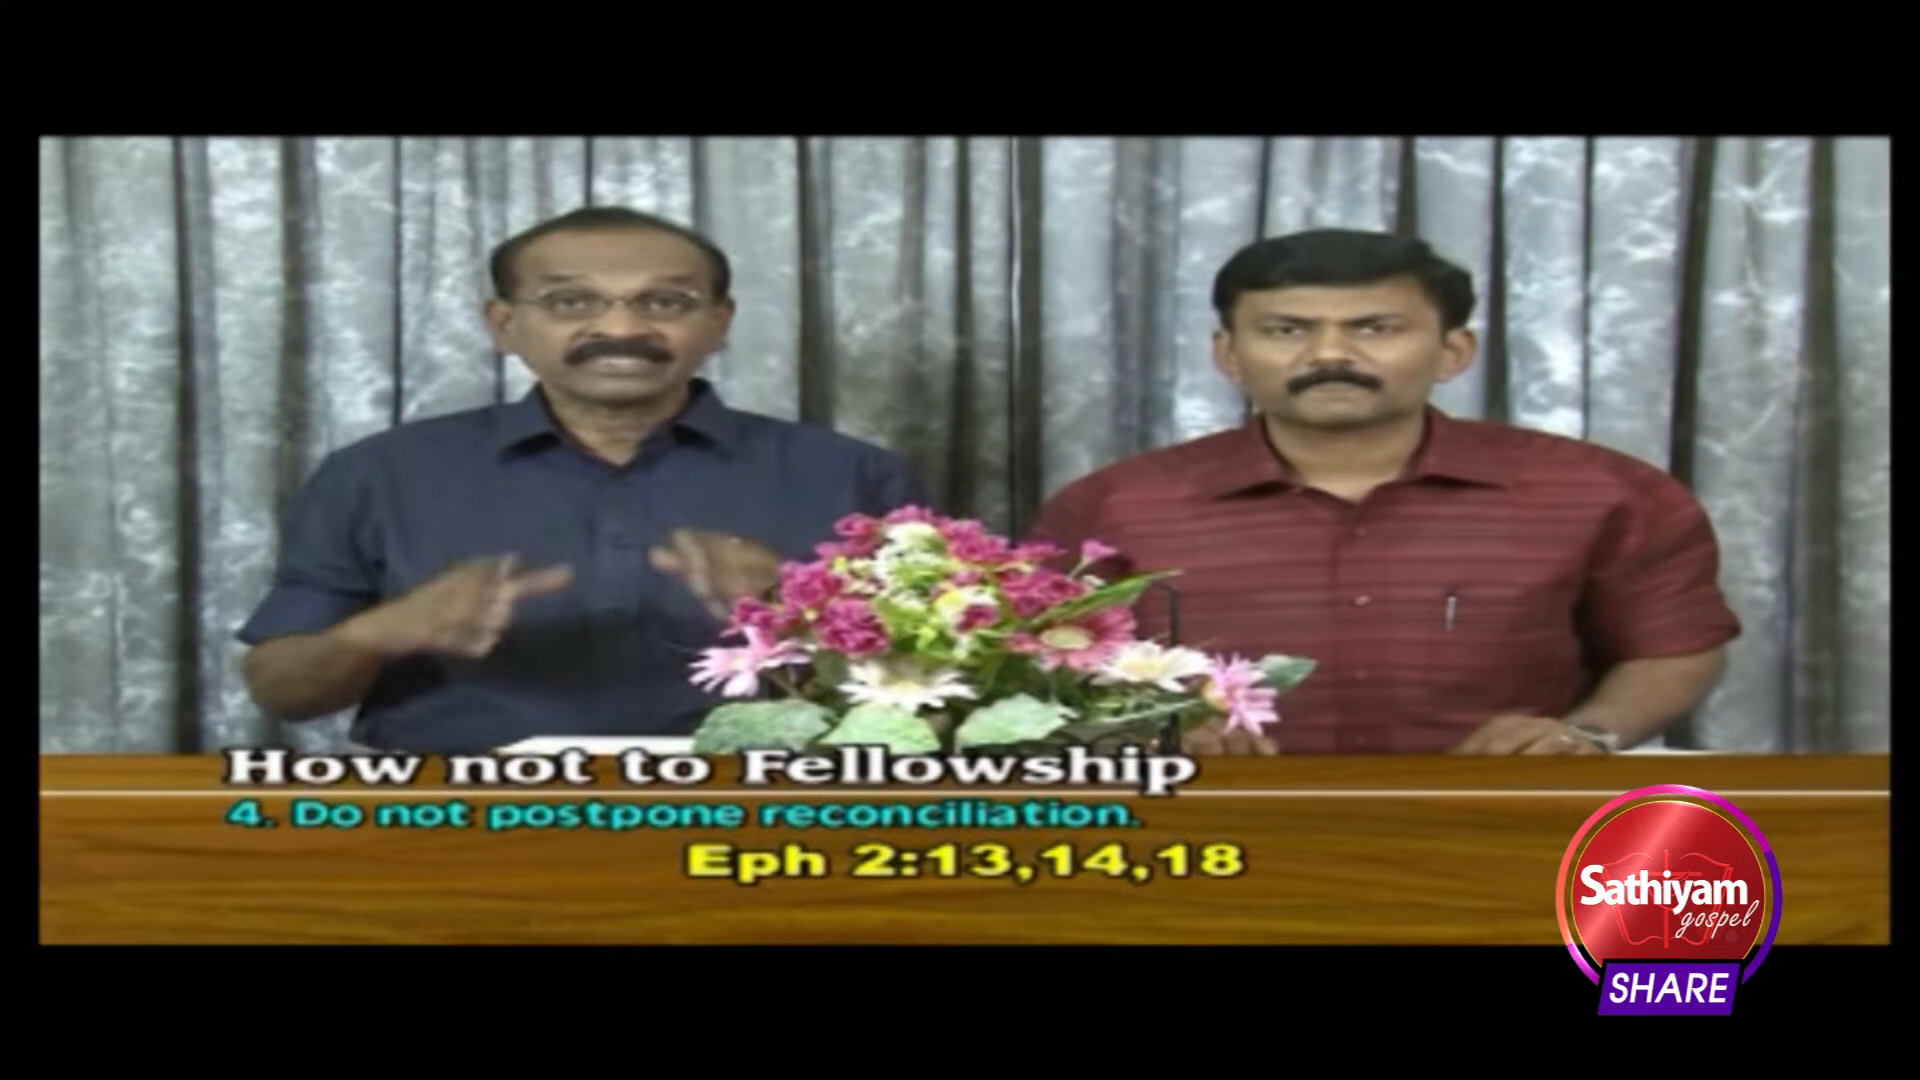 How not to Fellowship
4. Do not postpone reconciliation.
Eph 2:13,14,18
Sathiyam
gospel
SHARE